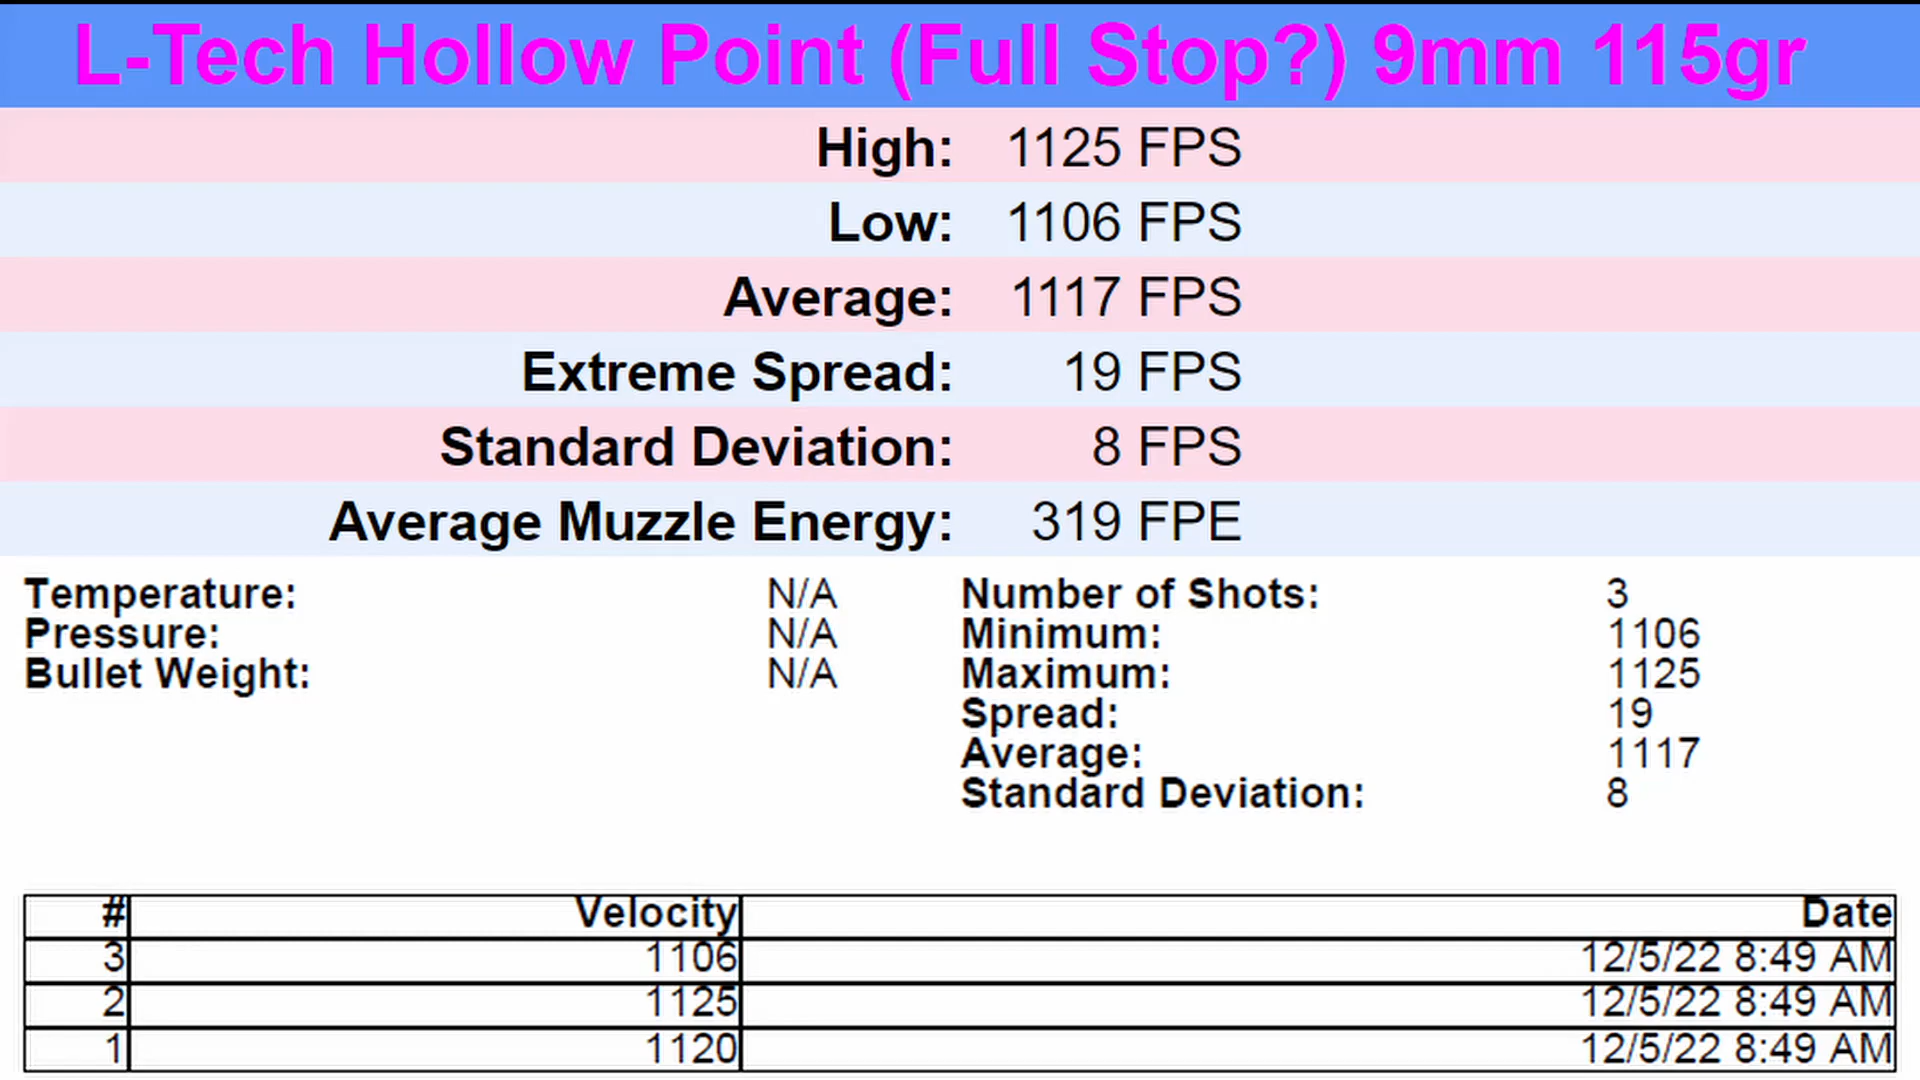 L-Tech Hollow Point (Full Stop?) 9mm 115gr
High: 1125 FPS
Low: 1106 FPS
Average: 1117 FPS
Extreme Spread: 19 FPS
Standard Deviation: 8 FPS
Average Muzzle Energy: 319 FPE
Temperature: N/A
Pressure: N/A
Bullet Weight: N/A
Number of Shots: 3
Minimum: 1106
Maximum: 1125
Spread: 19
Average: 1117
Standard Deviation: 8
# Velocity Date
3 1106 12/5/22 8:49 AM
2 1125 12/5/22 8:49 AM
1 1120 12/5/22 8:49 AM